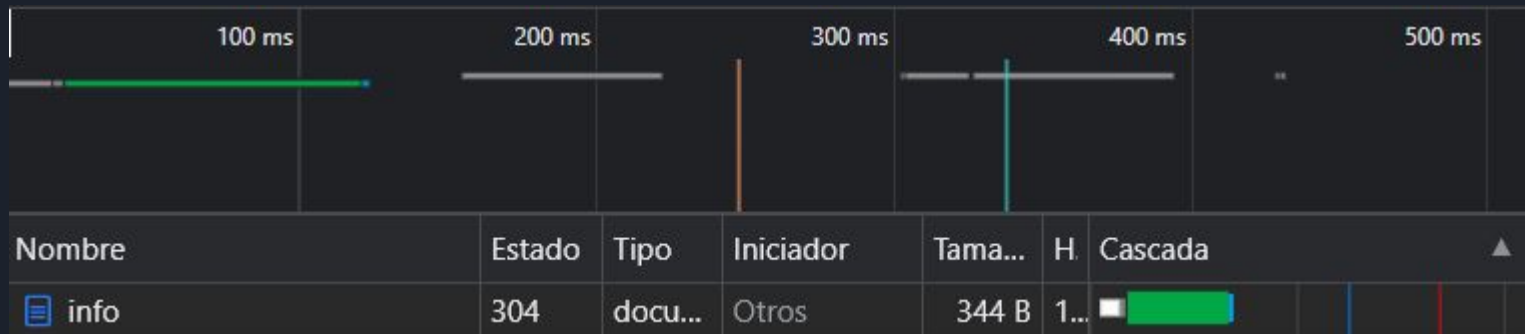 100 ms 200 ms 300 ms 400 ms 500 ms
Nombre Estado Tipo Iniciador Tama... H. Cascada
info 304 docu... Otros 344 B 1...